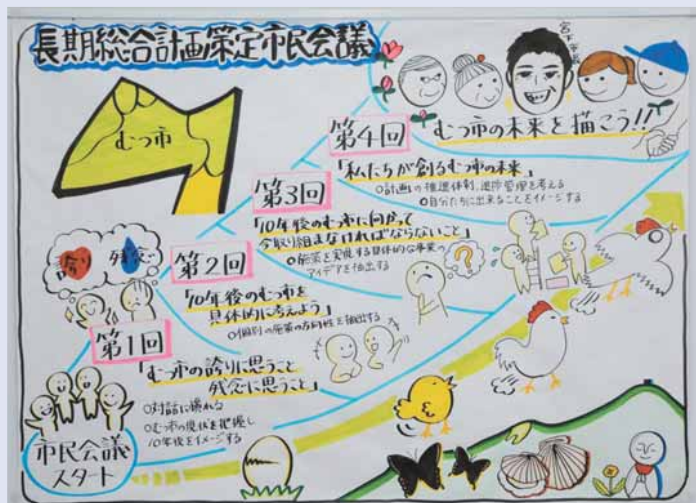 長期総合計画策定市民会議
宮下市長
むつ市の未来を描こう!!
むつ市
第4回
「私たちが創るむつ市の未来」
○計画の推進体制、進捗管理を考える
○自分たちに出来ることをイメージする
第3回
「10年後のむつ市に向かって
今取り組まなければならないこと」
○施策を実現する具体的な事業の
アイデアを抽出する
?
誇り
残念…
第2回
「10年後のむつ市を
具体的に考えよう」
○個別の施策の方向性を抽出する
第1回
「むつ市の誇りに思うこと
残念に思うこと」
○対話に慣れる
○むつ市の現状を把握し
10年後をイメージする
市民会議
スタート